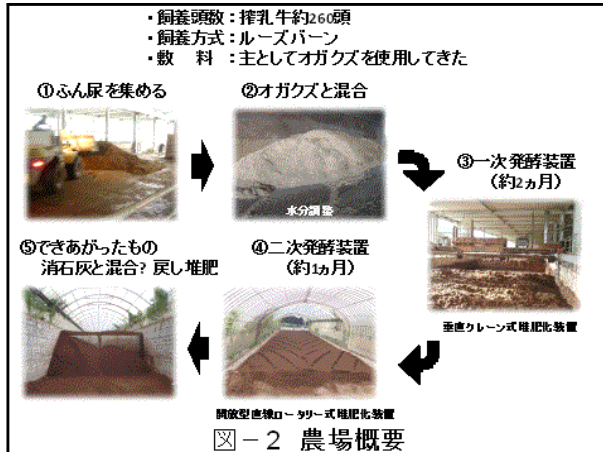 ・飼養頭数：搾乳牛約260頭
・飼養方式：ルーズバーン
・敷　料　：主としてオガクズを使用してきた
①ふん尿を集める
②オガクズと混合
水分調整
③一次発酵装置
（約2ヵ月）
垂直クレーン式堆肥化装置
④二次発酵装置
（約1ヵ月）
開放型直線ロータリー式堆肥化装置
⑤できあがったもの
消石灰と混合? 戻し堆肥
図－2 農場概要